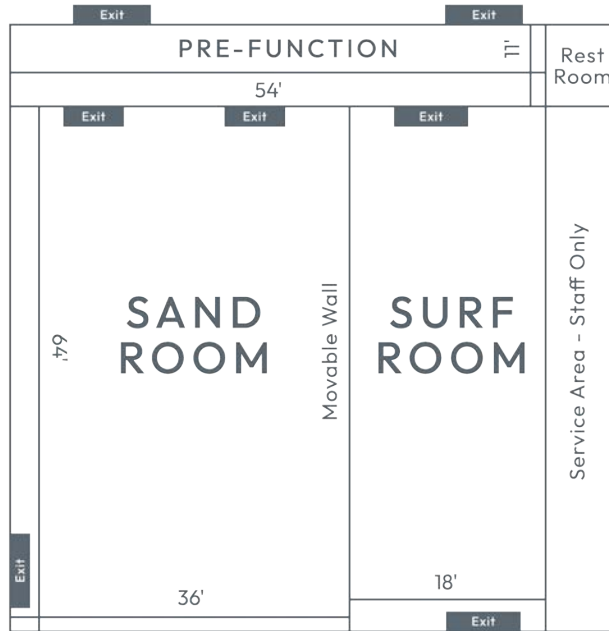 Exit
Exit
PRE-FUNCTION
11'
Rest
Room
54'
Exit
Exit
Exit
SAND
ROOM
64'
Movable Wall
SURF
ROOM
Service Area - Staff Only
Exit
36'
18'
Exit